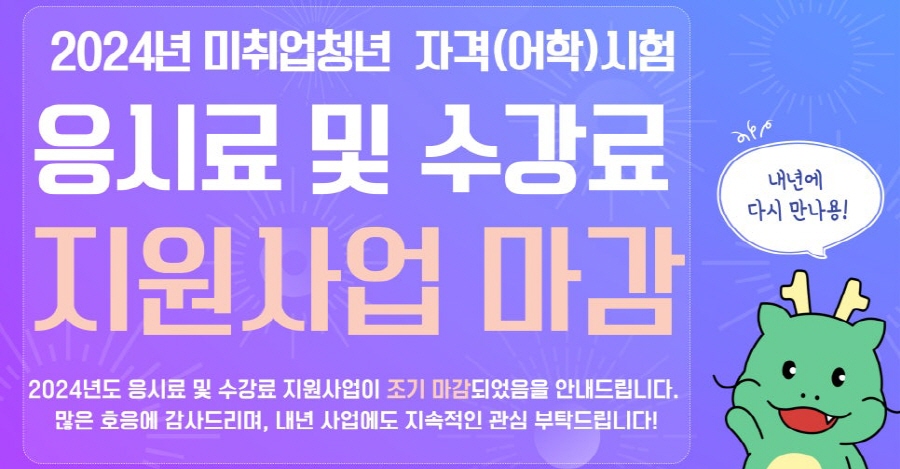 2024년 미취업청년 자격(어학)시험
응시료 및 수강료
지원사업 마감
내년에
다시 만나용!
2024년도 응시료 및 수강료 지원사업이 조기 마감되었음을 안내드립니다.
많은 호응에 감사드리며, 내년 사업에도 지속적인 관심 부탁드립니다!